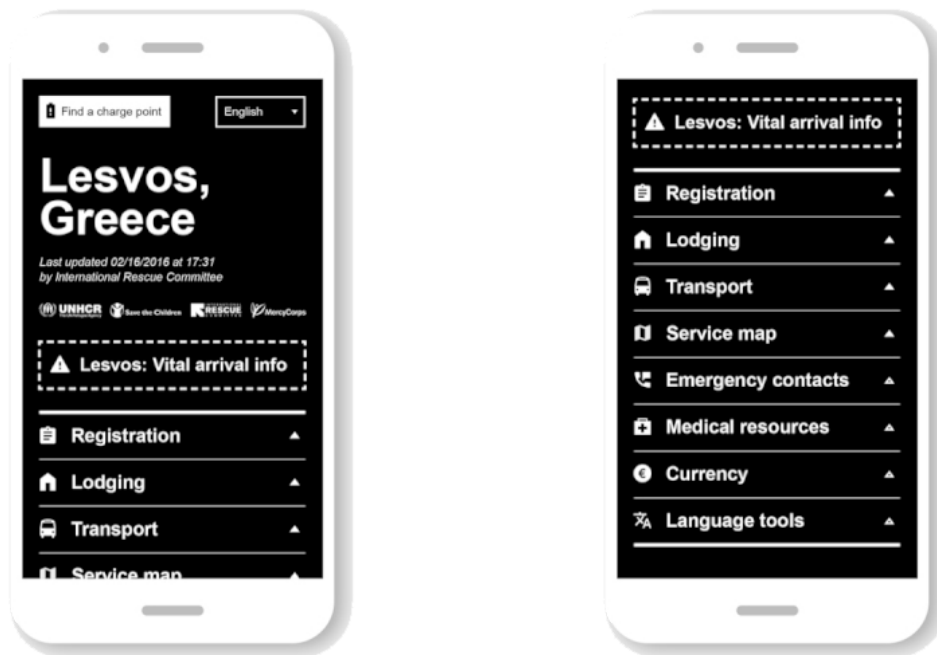 Find a charge point
English
Lesvos,
Greece
Last updated 02/16/2016 at 17:31
by International Rescue Committee
UNHCR
Save the Children
RESCUE
MercyCorps
Lesvos: Vital arrival info
Registration
Lodging
Transport
Service map
Lesvos: Vital arrival info
Registration
Lodging
Transport
Service map
Emergency contacts
Medical resources
Currency
Language tools